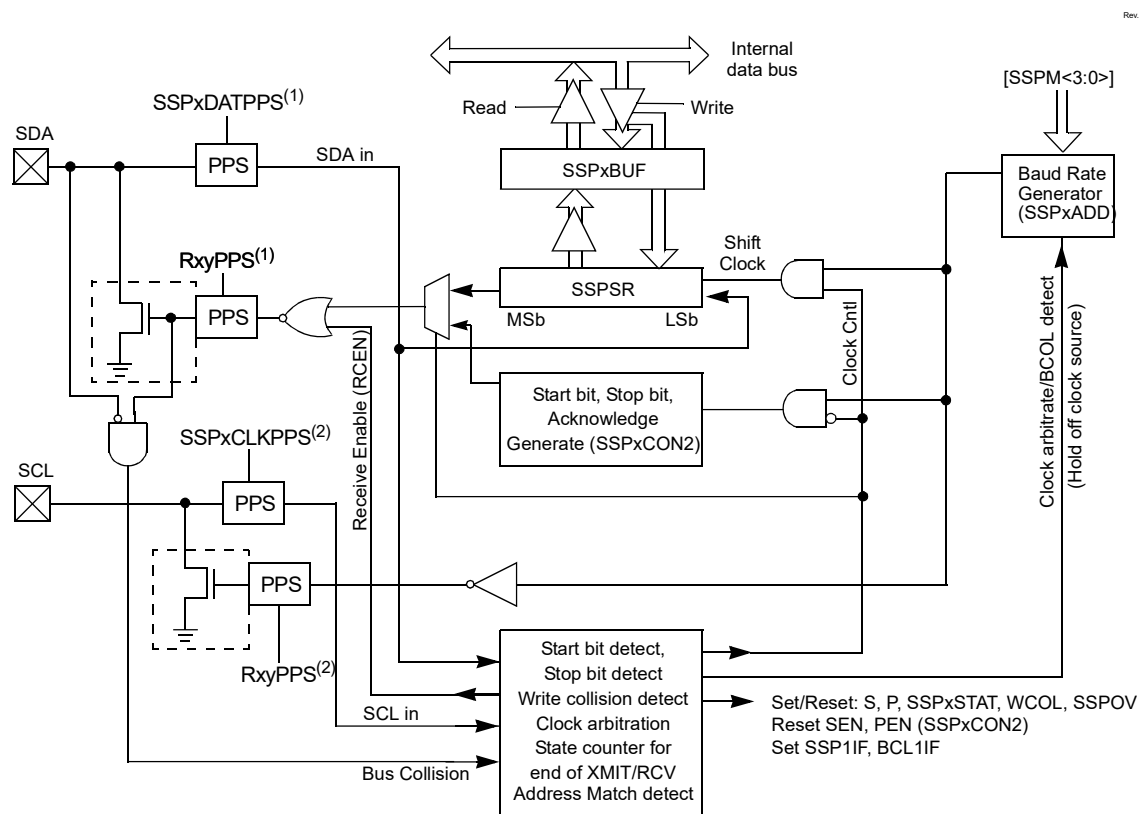 Rev.
Internal
data bus
[SSPM<3:0>]
SSPxDATPPS(1)
Read
Write
SDA
PPS
SDA in
SSPxBUF
Baud Rate
Generator
(SSPxADD)
RxyPPS(1)
Shift
Clock
PPS
SSPSR
MSb
LSb
Clock Cntl
Clock arbitrate/BCOL detect
(Hold off clock source)
Receive Enable (RCEN)
Start bit, Stop bit,
Acknowledge
Generate (SSPxCON2)
SSPxCLKPPS(2)
SCL
PPS
PPS
RxyPPS(2)
SCL in
Bus Collision
Start bit detect,
Stop bit detect
Write collision detect
Clock arbitration
State counter for
end of XMIT/RCV
Address Match detect
Set/Reset: S, P, SSPxSTAT, WCOL, SSPOV
Reset SEN, PEN (SSPxCON2)
Set SSP1IF, BCL1IF